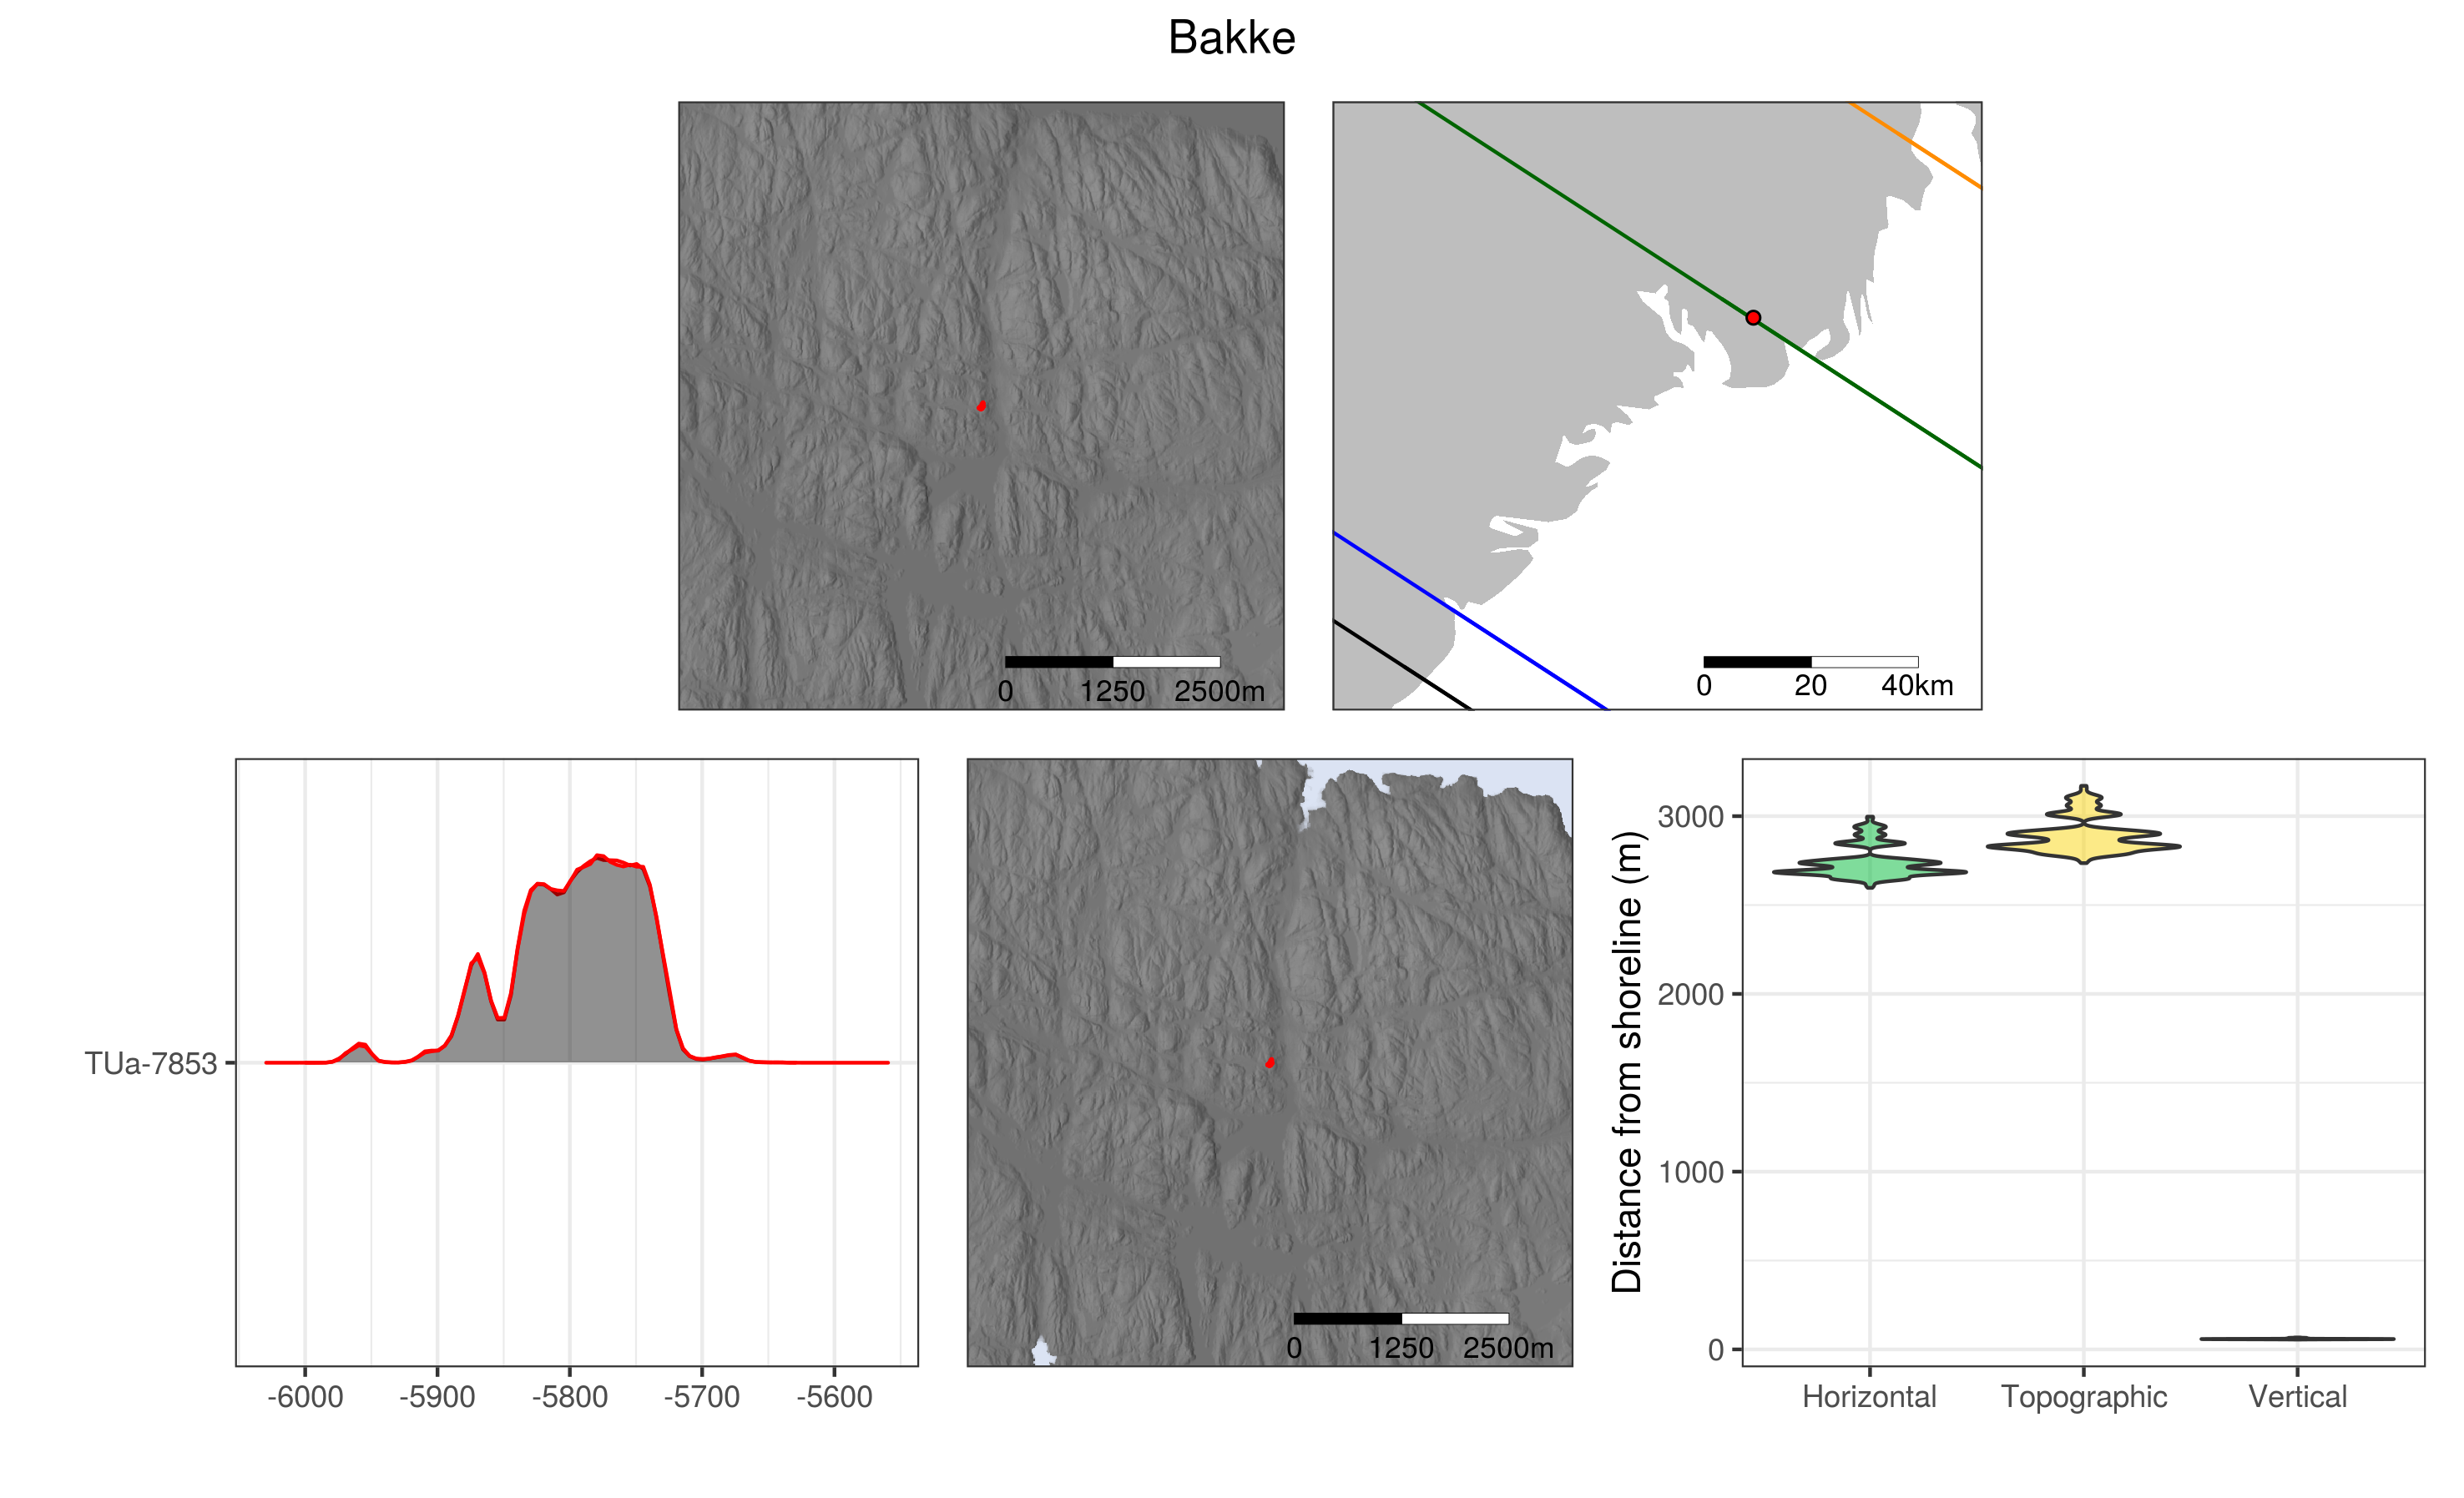 Bakke
0 1250 2500m
0 20 40km
TUa-7853
-6000 -5900 -5800 -5700 -5600
0 1250 2500m
Distance from shoreline (m)
3000
2000
1000
0
Horizontal Topographic Vertical